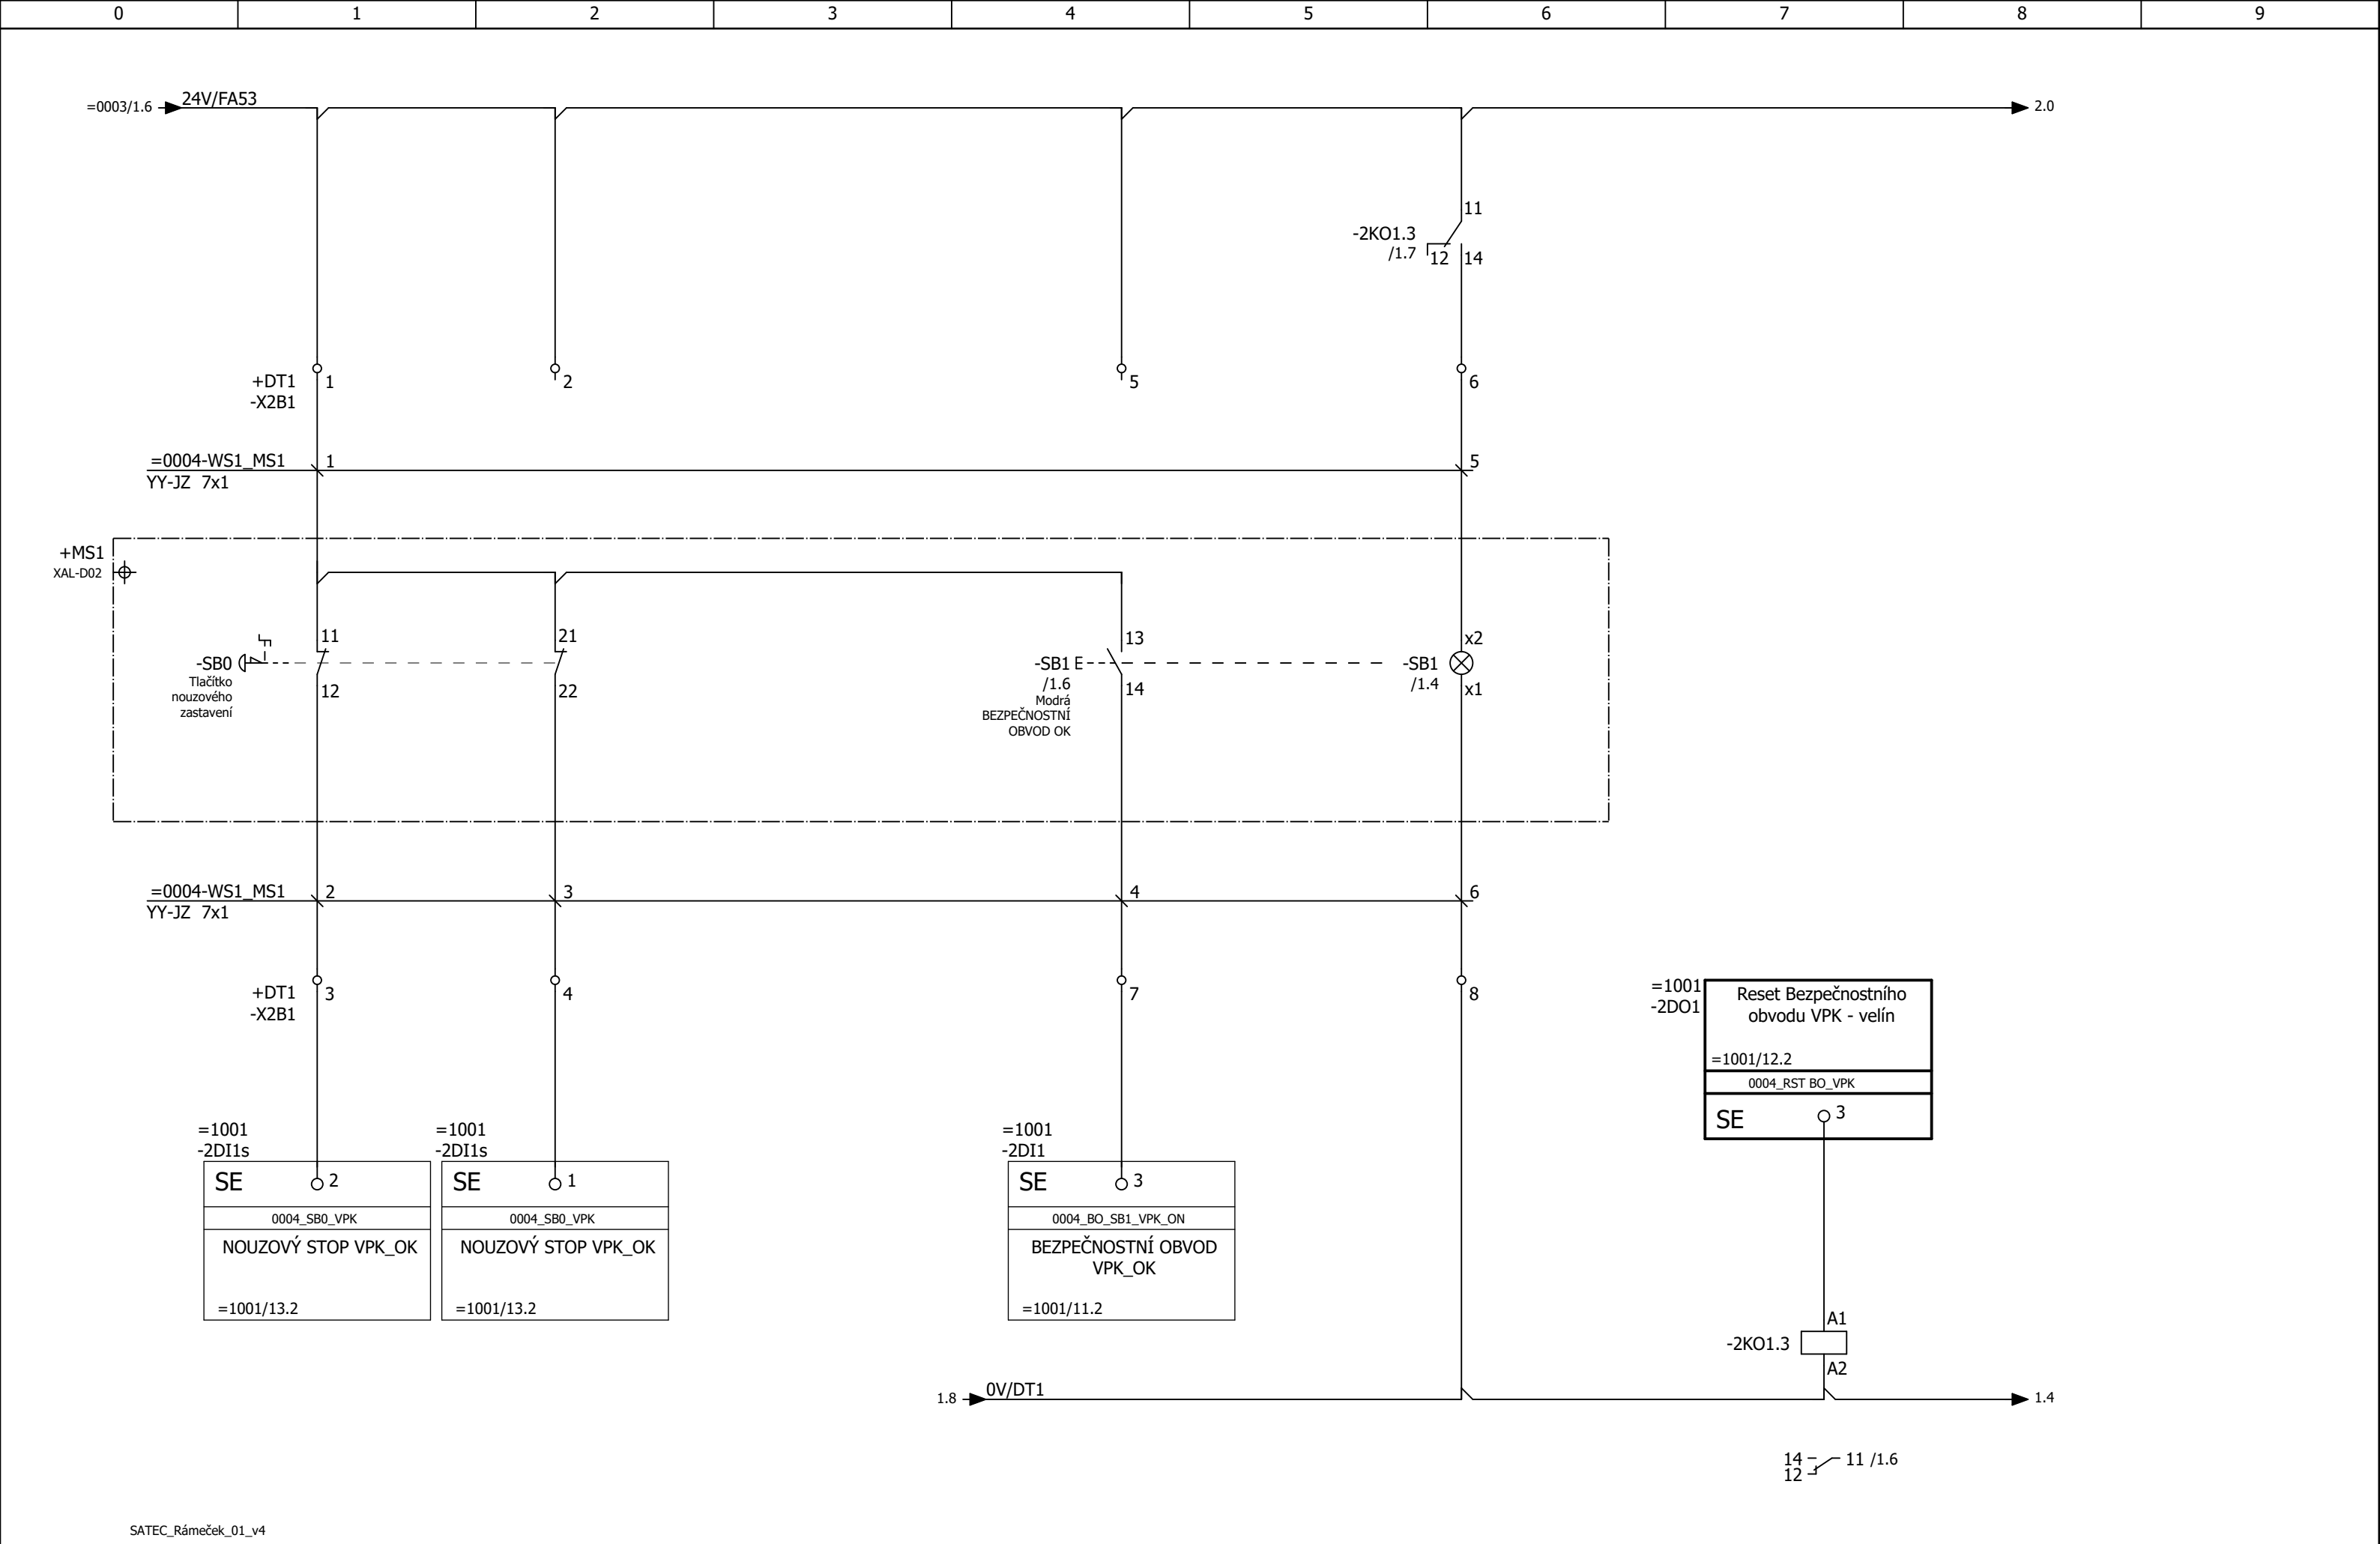 0 1 2 3 4 5 6 7 8 9
=0003/1.6 24V/FA53 2.0
11
-2KO1.3
/1.7 12 14
+DT1 1 2 5 6
-X2B1
=0004-WS1_MS1 1 5
YY-JZ 7x1
+MS1
XAL-D02
11 21 13 x2
-SB0 -SB1 E -SB1
Tlačítko /1.6 /1.4
nouzového 12 22 Modrá 14 x1
zastavení BEZPEČNOSTNÍ
OBVOD OK
=0004-WS1_MS1 2 3 4 6
YY-JZ 7x1
+DT1 3 4 7 8
-X2B1
=1001
-2DO1
Reset Bezpečnostního
obvodu VPK - velín
=1001/12.2
0004_RST BO_VPK
SE 3
=1001
-2DI1s
SE 2
0004_SB0_VPK
NOUZOVÝ STOP VPK_OK
=1001/13.2
=1001
-2DI1s
SE 1
0004_SB0_VPK
NOUZOVÝ STOP VPK_OK
=1001/13.2
=1001
-2DI1
SE 3
0004_BO_SB1_VPK_ON
BEZPEČNOSTNÍ OBVOD
VPK_OK
=1001/11.2
A1
-2KO1.3
A2
1.8 0V/DT1 1.4
14 11 /1.6
12
SATEC_Rámeček_01_v4